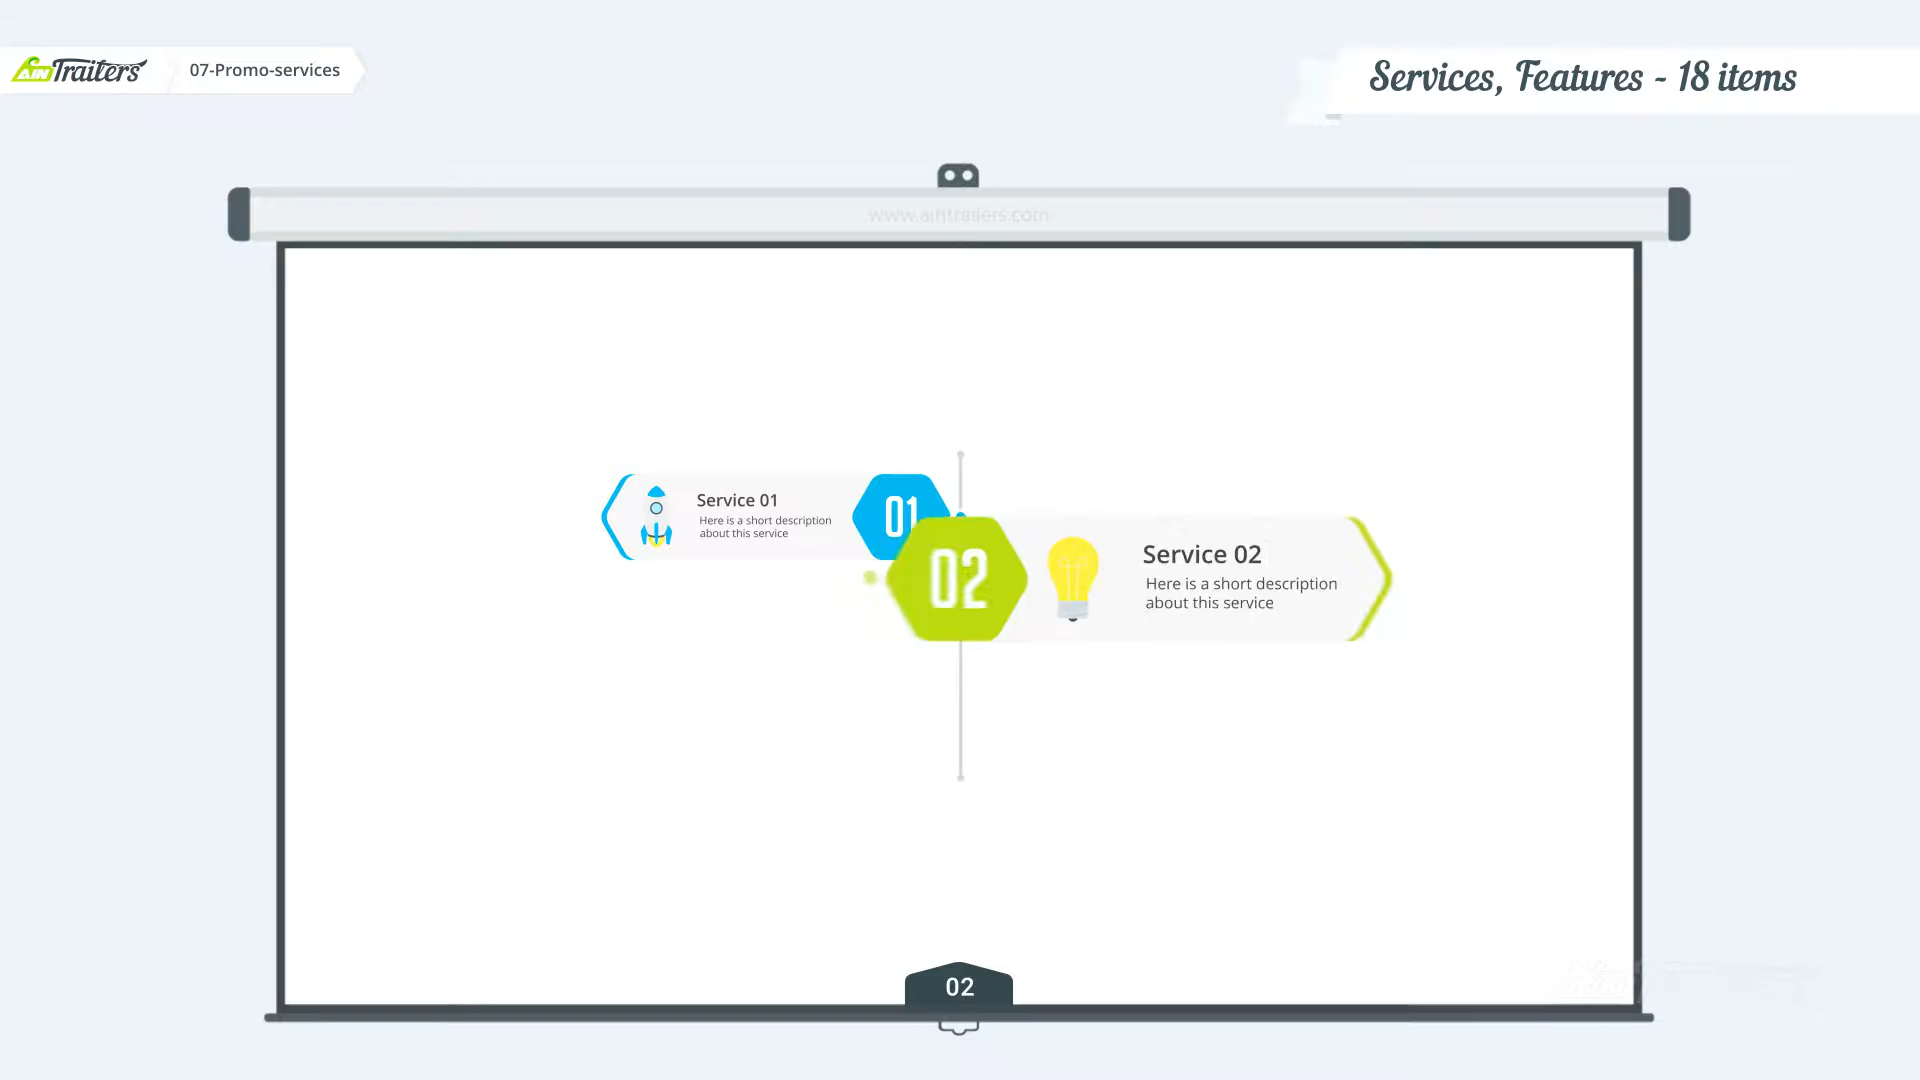 AinTrailers
07-Promo-services
Services, Features - 18 items
www.aintrailers.com
Service 01
Here is a short description
about this service
01
02
Service 02
Here is a short description
about this service
02